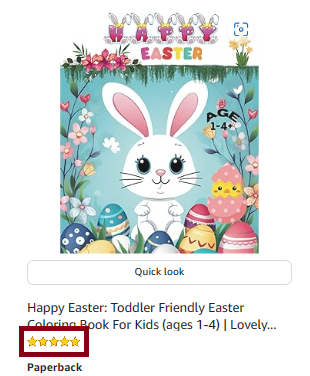 HAPPY
EASTER
AGE
1-4+
Quick look
Happy Easter: Toddler Friendly Easter
Coloring Book For Kids (ages 1-4) | Lovely...
Paperback